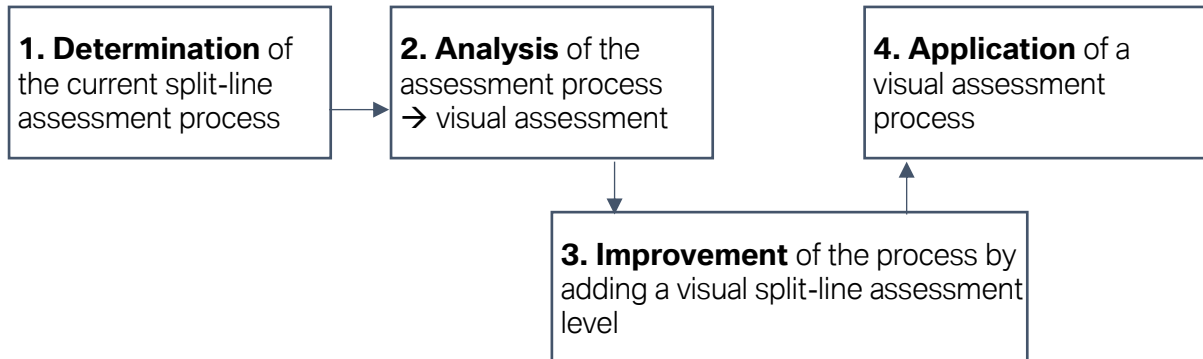 1. Determination of
the current split-line
assessment process
2. Analysis of the
assessment process
→ visual assessment
3. Improvement of the process by
adding a visual split-line assessment
level
4. Application of a
visual assessment
process